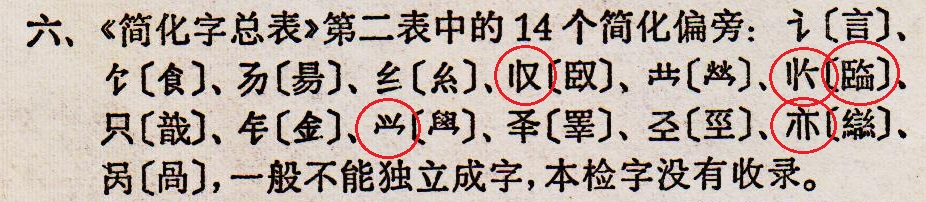 六、《简化字总表》第二表中的14个简化偏旁：讠〔言〕、
饣〔食〕、𠃓〔昜〕、纟〔糹〕、収〔臤〕、𫇦〔𤇾〕、〔臨〕、
只〔戠〕、钅〔金〕、〔𦥯〕、𠬤〔睪〕、𢀖〔巠〕、亦〔䜌〕、
呙〔咼〕，一般不能独立成字，本检字没有收录。